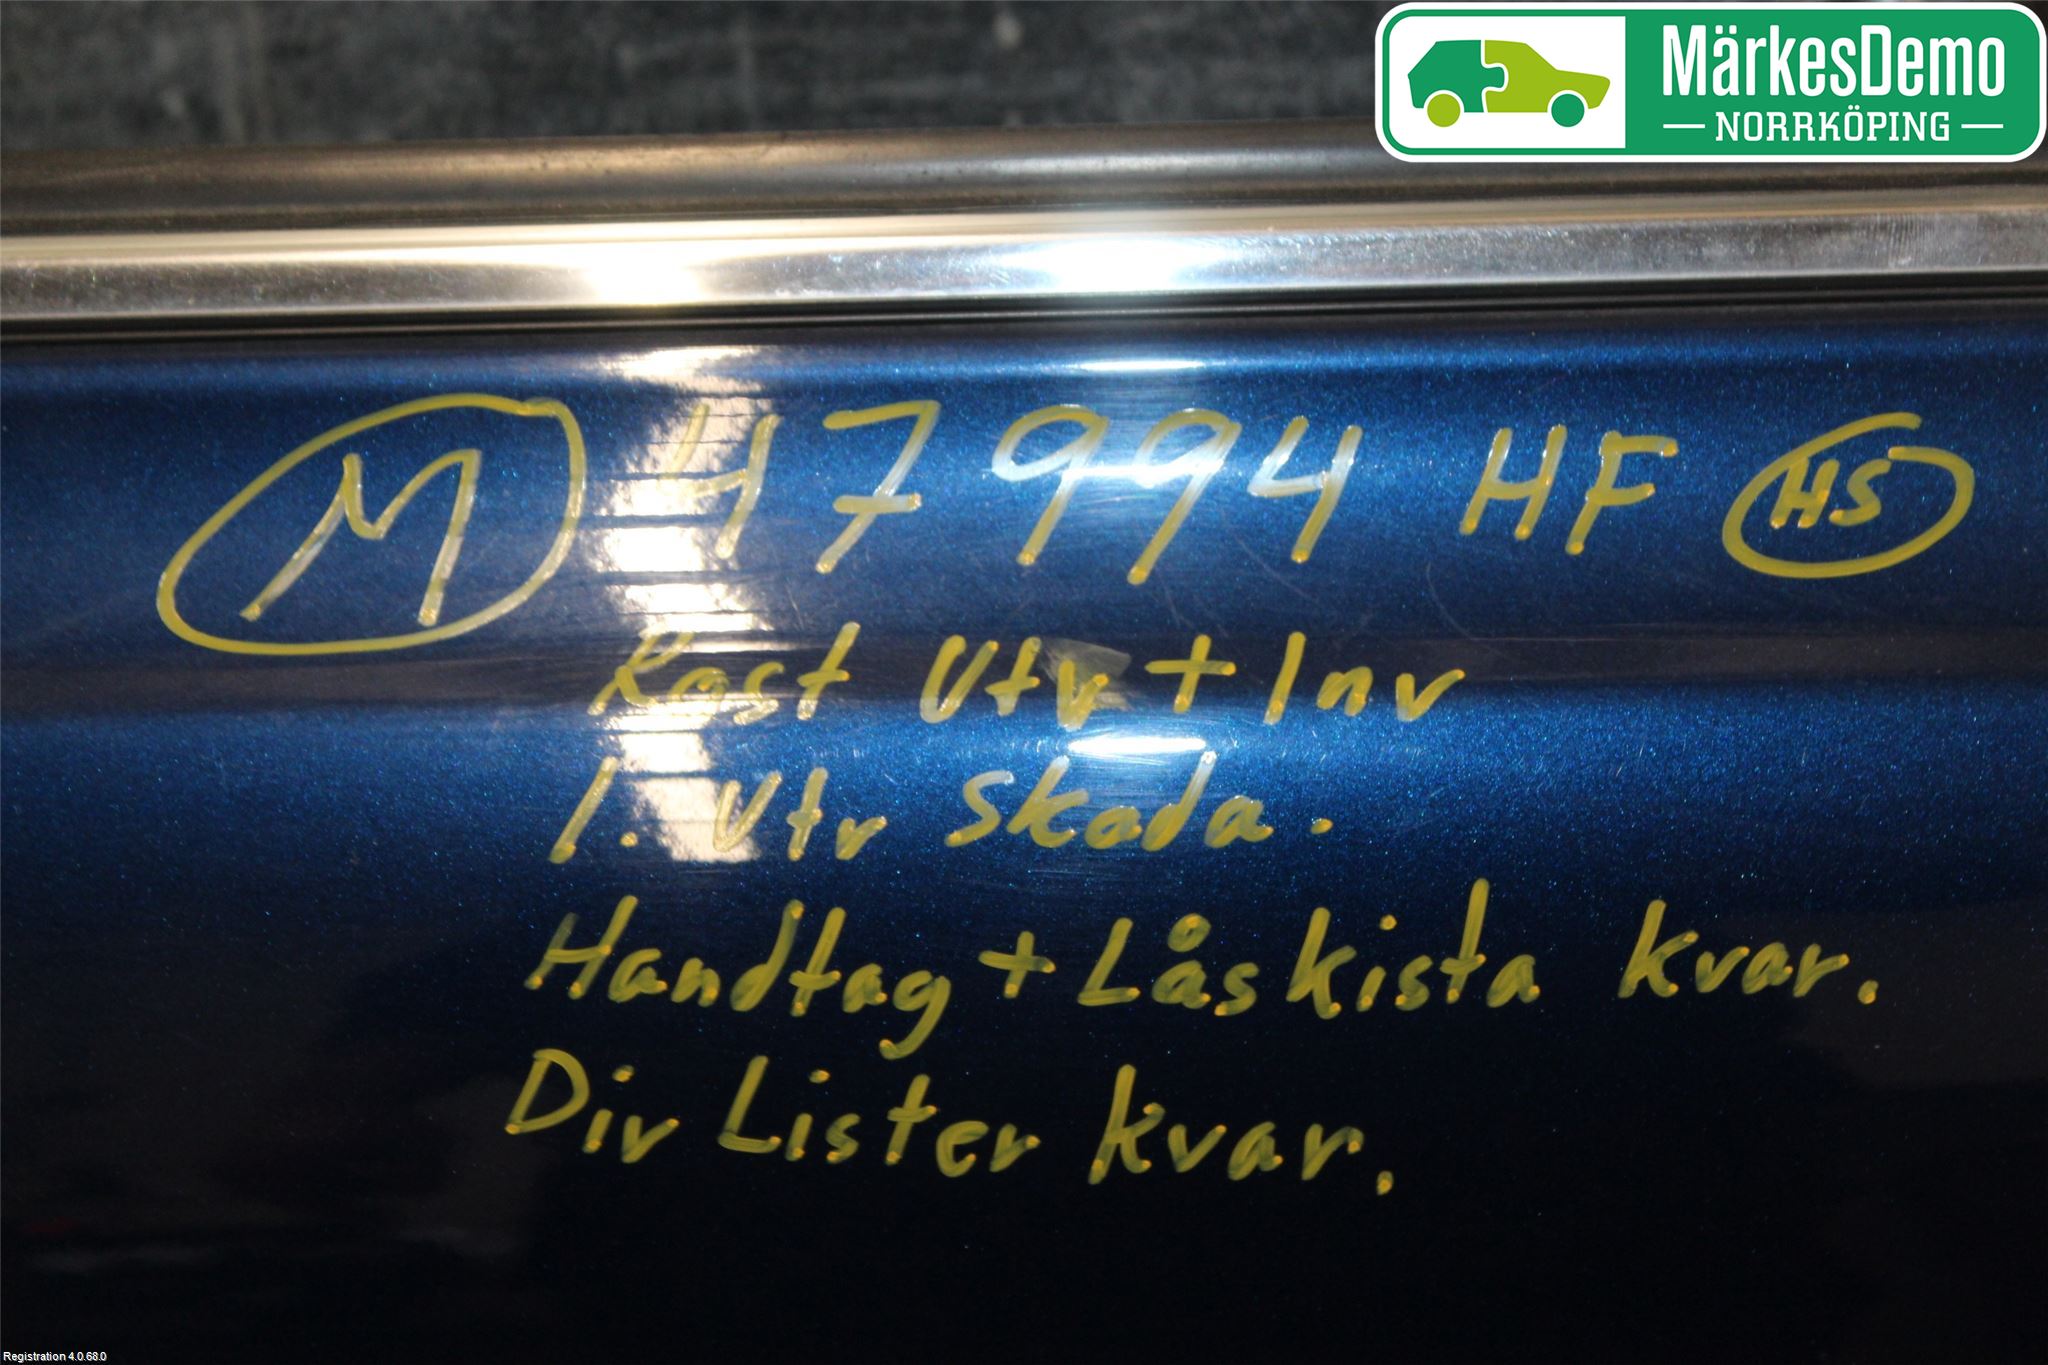 MärkesDemo
NORRKÖPING
M 47994 HF HS
Rost Utv + Inv
1. Utv Skada.
Handtag + Låskista kvar.
Div Lister kvar.
Registration 4.0.68.0